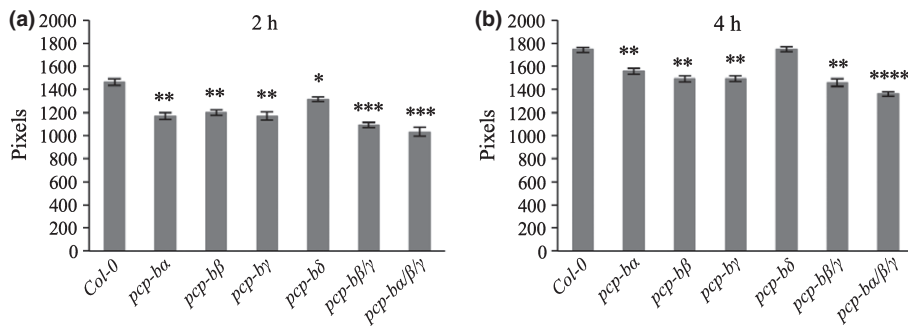 (a)
2 h
Pixels
2000
1800
1600
1400
1200
1000
800
600
400
200
0
**
**
**
*
***
***
Col-0
pcp-bα
pcp-bβ
pcp-bγ
pcp-bδ
pcp-bβ/γ
pcp-bα/β/γ
(b)
4 h
Pixels
2000
1800
1600
1400
1200
1000
800
600
400
200
0
**
**
**
**
****
Col-0
pcp-bα
pcp-bβ
pcp-bγ
pcp-bδ
pcp-bβ/γ
pcp-bα/β/γ